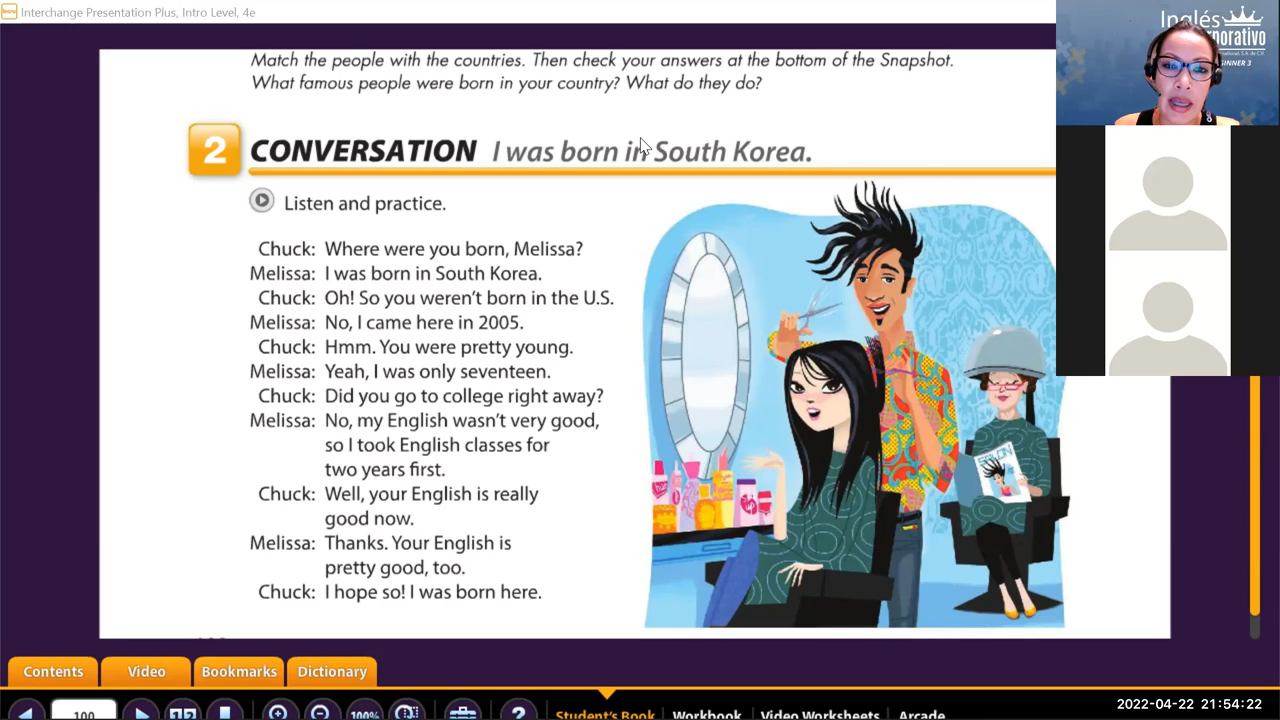 Interchange Presentation Plus, Intro Level, 4e
Inglés
Match the people with the countries. Then check your answers at the bottom of the Snapshot.
What famous people were born in your country? What do they do?
2 CONVERSATION I was born in South Korea.
Listen and practice.
Chuck: Where were you born, Melissa?
Melissa: I was born in South Korea.
Chuck: Oh! So you weren't born in the U.S.
Melissa: No, I came here in 2005.
Chuck: Hmm. You were pretty young.
Melissa: Yeah, I was only seventeen.
Chuck: Did you go to college right away?
Melissa: No, my English wasn't very good,
so I took English classes for
two years first.
Chuck: Well, your English is really
good now.
Melissa: Thanks. Your English is
pretty good, too.
Chuck: I hope so! I was born here.
SALON
Contents Video Bookmarks Dictionary
100 100% ? Student's Book Workbook Video Worksheets Arcade
2022-04-22 21:54:22